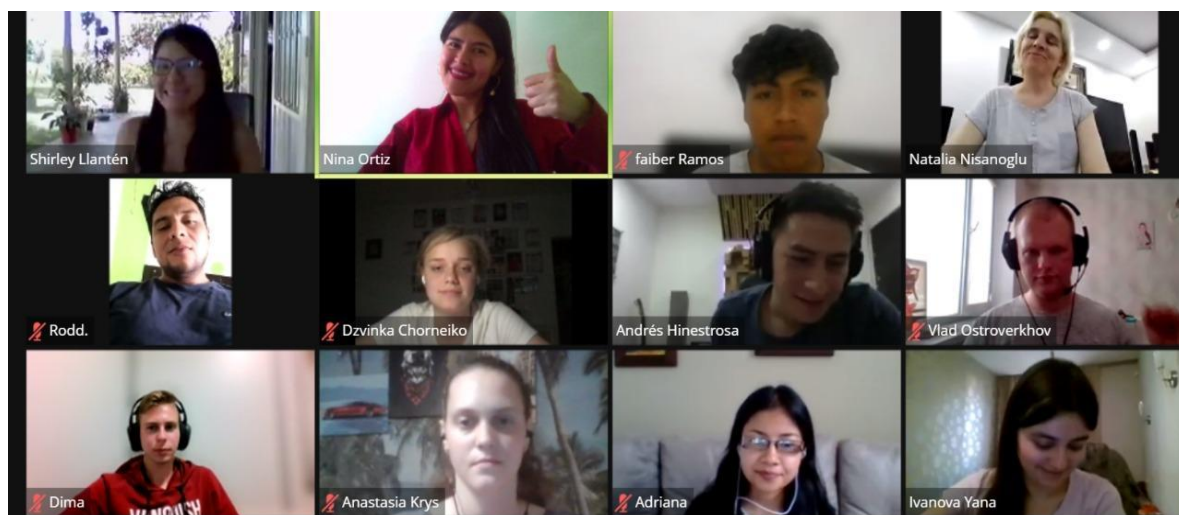 Shirley Llantén
Nina Ortiz
faiber Ramos
Natalia Nisanoglu
Rodd.
Dzvinka Chorneiko
Andrés Hinestrosa
Vlad Ostroverkhov
Dima
Anastasia Krys
Adriana
Ivanova Yana